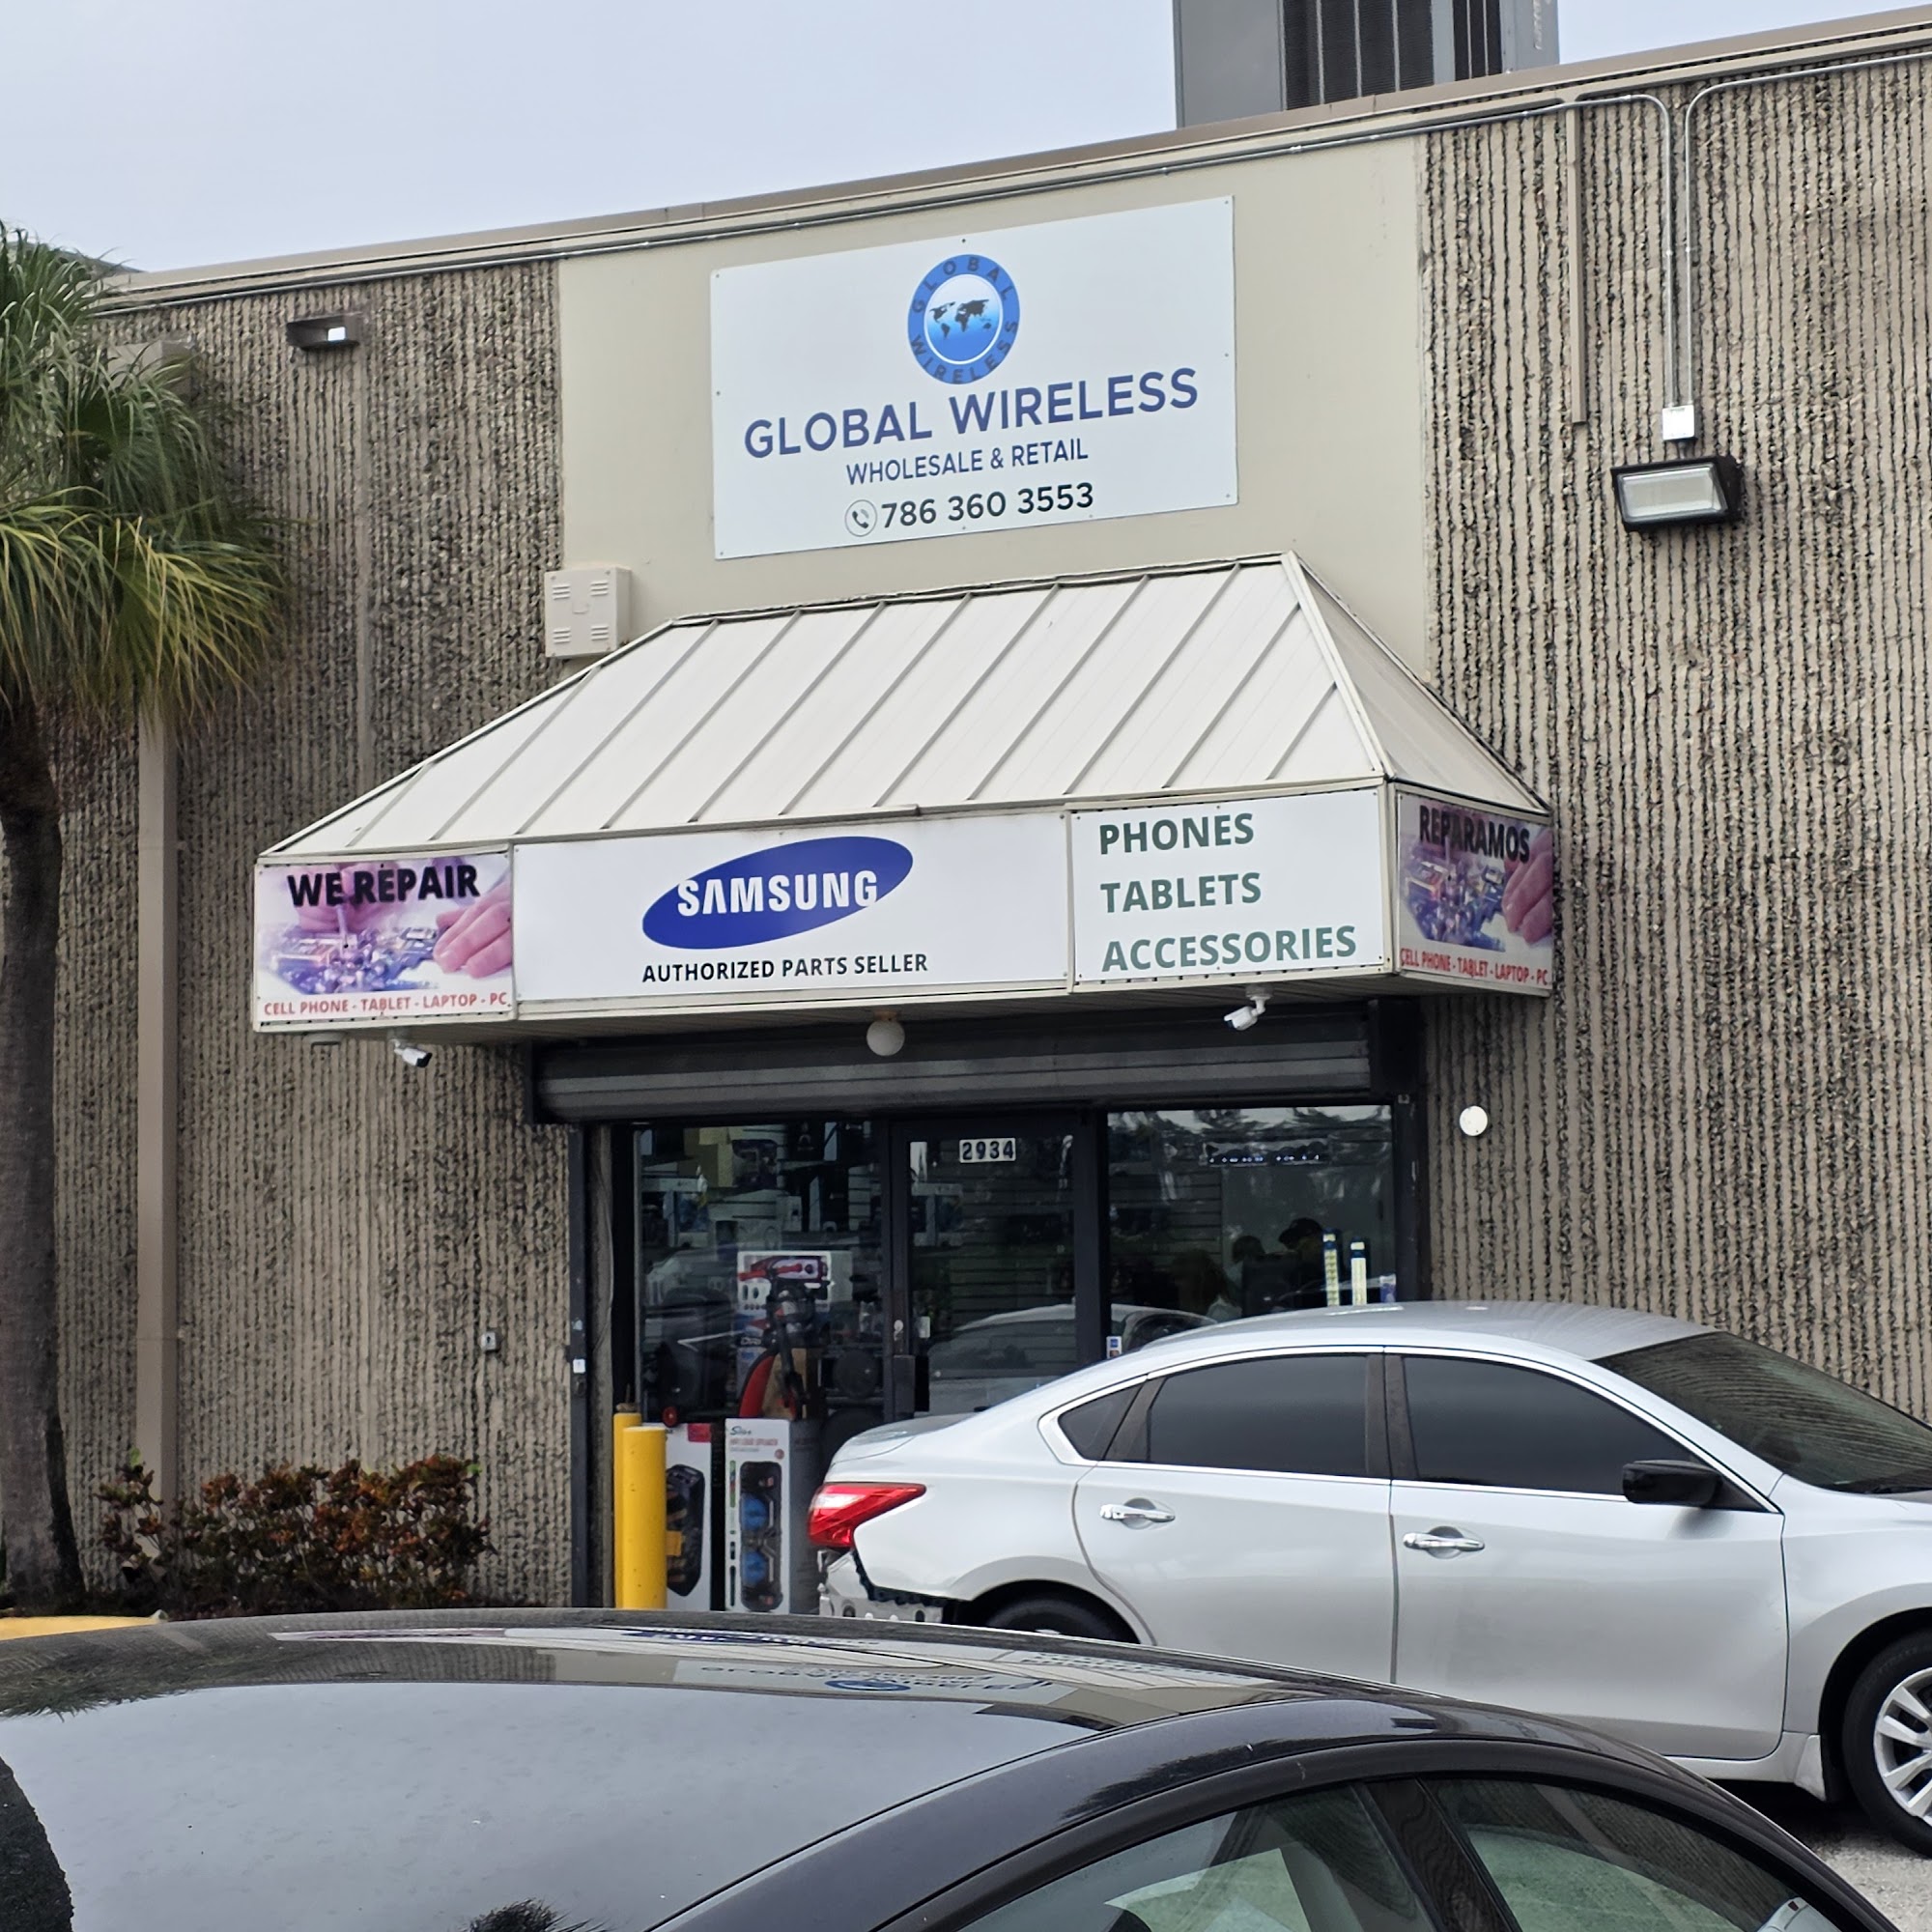 GLOBAL WIRELESS
GLOBAL WIRELESS
WHOLESALE & RETAIL
786 360 3553
WE REPAIR
CELL PHONE - TABLET - LAPTOP - PC
SAMSUNG
AUTHORIZED PARTS SELLER
PHONES
TABLETS
ACCESSORIES
REPARAMOS
CELL PHONE - TABLET - LAPTOP - PC
2934